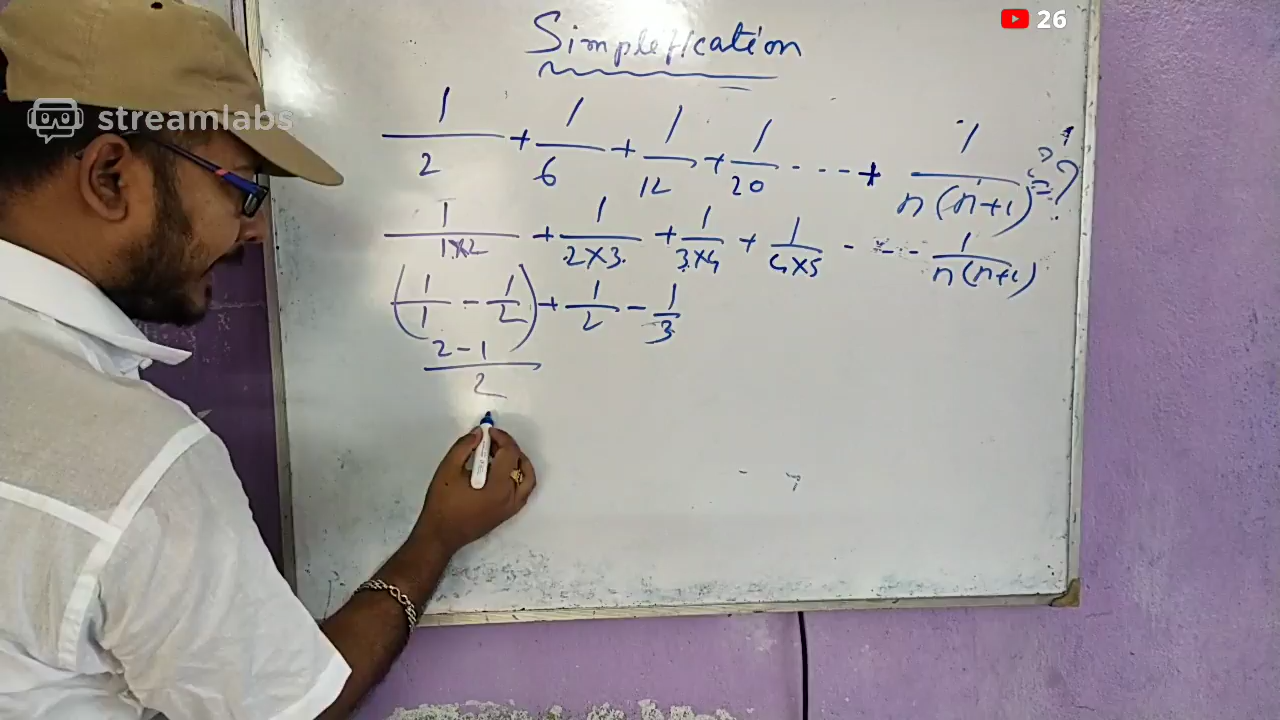 26
streamlabs
Simplification
1/2 + 1/6 + 1/12 + 1/20 ---- + 1/n(n+1) = ?
1/1×2 + 1/2×3 + 1/3×4 + 1/4×5 - - - - 1/n(n+1)
(1/1 - 1/2) + 1/2 - 1/3
2-1/2